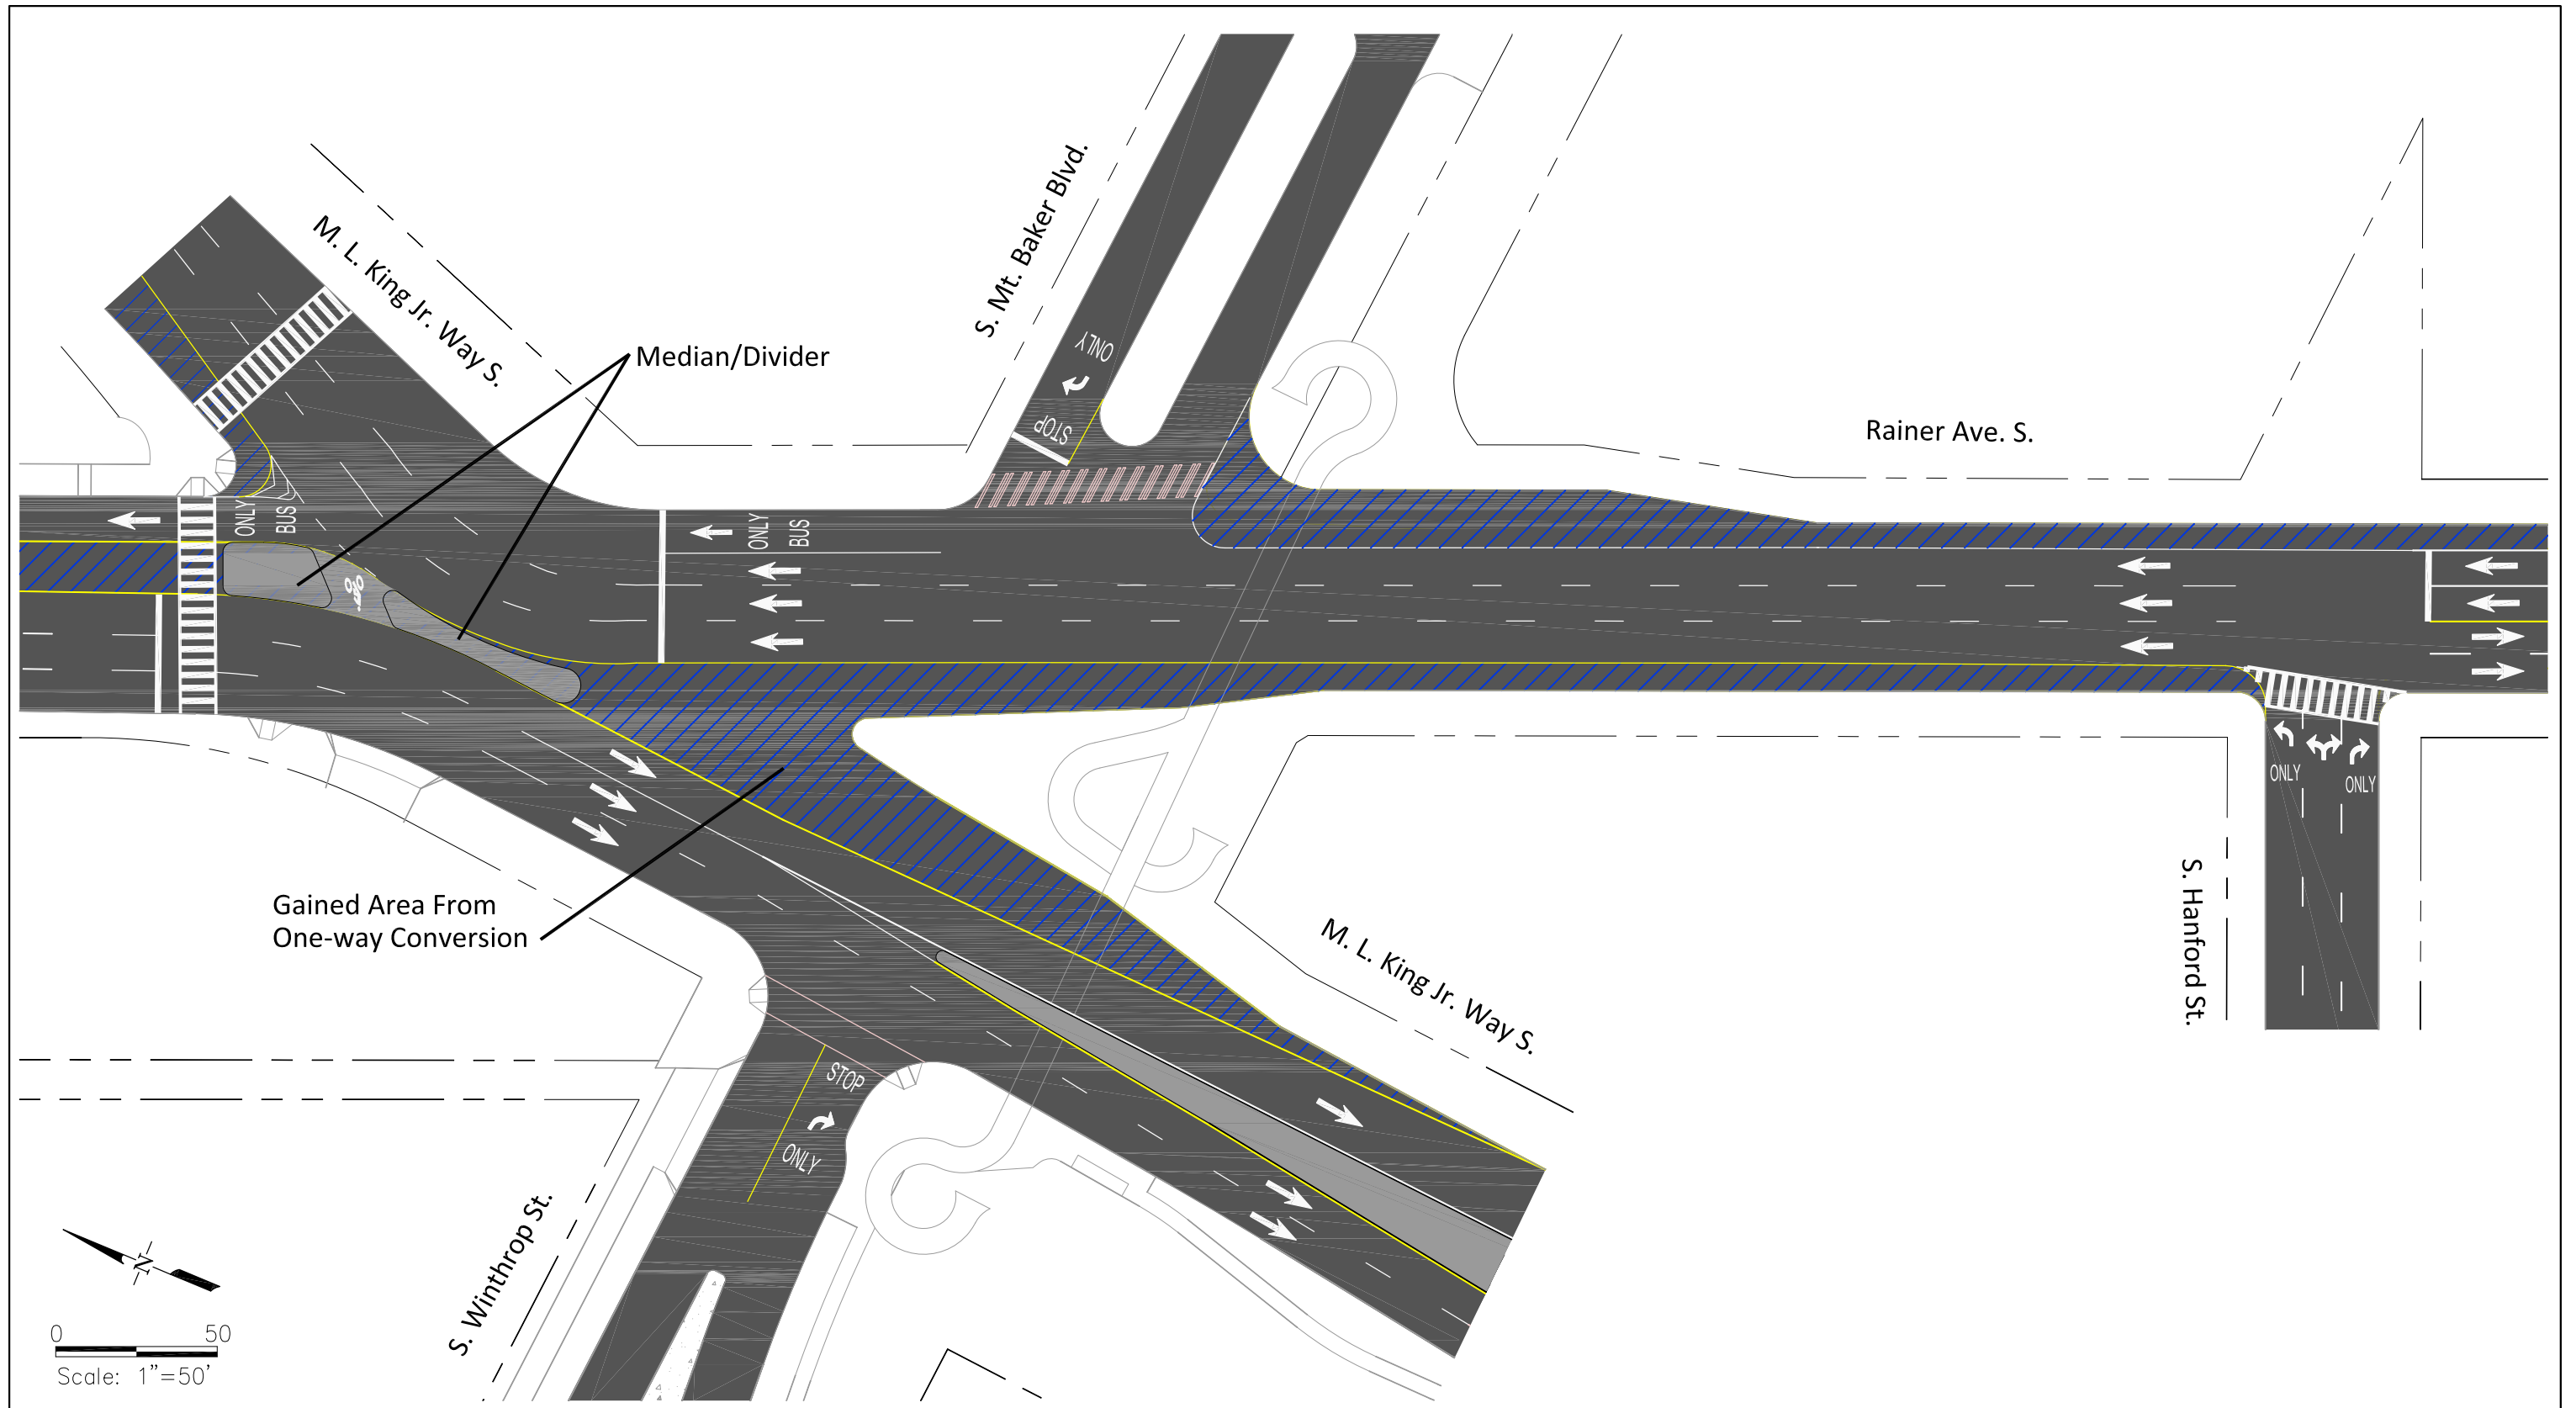 M. L. King Jr. Way S.
S. Mt. Baker Blvd.
Median/Divider
ONLY
STOP
Rainer Ave. S.
ONLY
BUS
ONLY
BUS
ONLY
ONLY
S. Hanford St.
Gained Area From
One-way Conversion
M. L. King Jr. Way S.
STOP
ONLY
S. Winthrop St.
N
0 50
Scale: 1"=50'